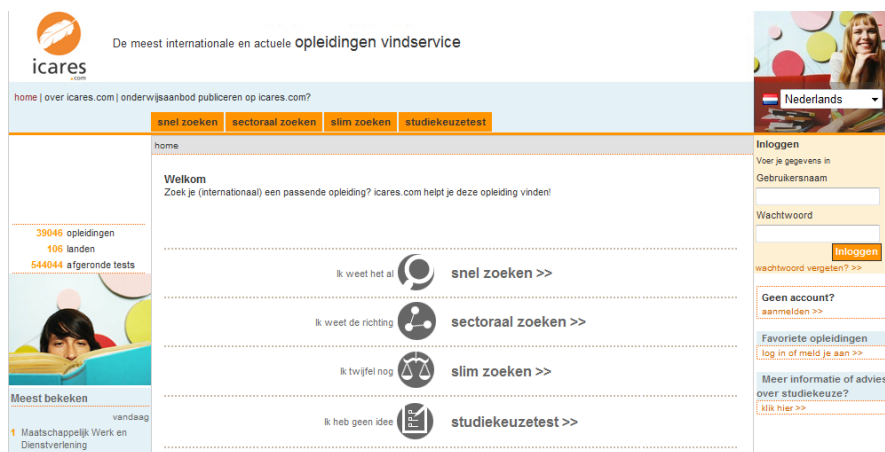 icares
.com
De meest internationale en actuele opleidingen vindservice
home | over icares.com | onderwijsaanbod publiceren op icares.com?
Nederlands
snel zoeken sectoraal zoeken slim zoeken studiekeuzetest
home
Welkom
Zoek je (internationaal) een passende opleiding? icares.com helpt je deze opleiding vinden!
39046 opleidingen
106 landen
544044 afgeronde tests
Meest bekeken
vandaag
1 Maatschappelijk Werk en
Dienstverlening
Ik weet het al snel zoeken >>
Ik weet de richting sectoraal zoeken >>
Ik twijfel nog slim zoeken >>
Ik heb geen idee studiekeuzetest >>
Inloggen
Voer je gegevens in
Gebruikersnaam
Wachtwoord
Inloggen
wachtwoord vergeten? >>
Geen account?
aanmelden >>
Favoriete opleidingen
log in of meld je aan >>
Meer informatie of advies
over studiekeuze?
klik hier >>